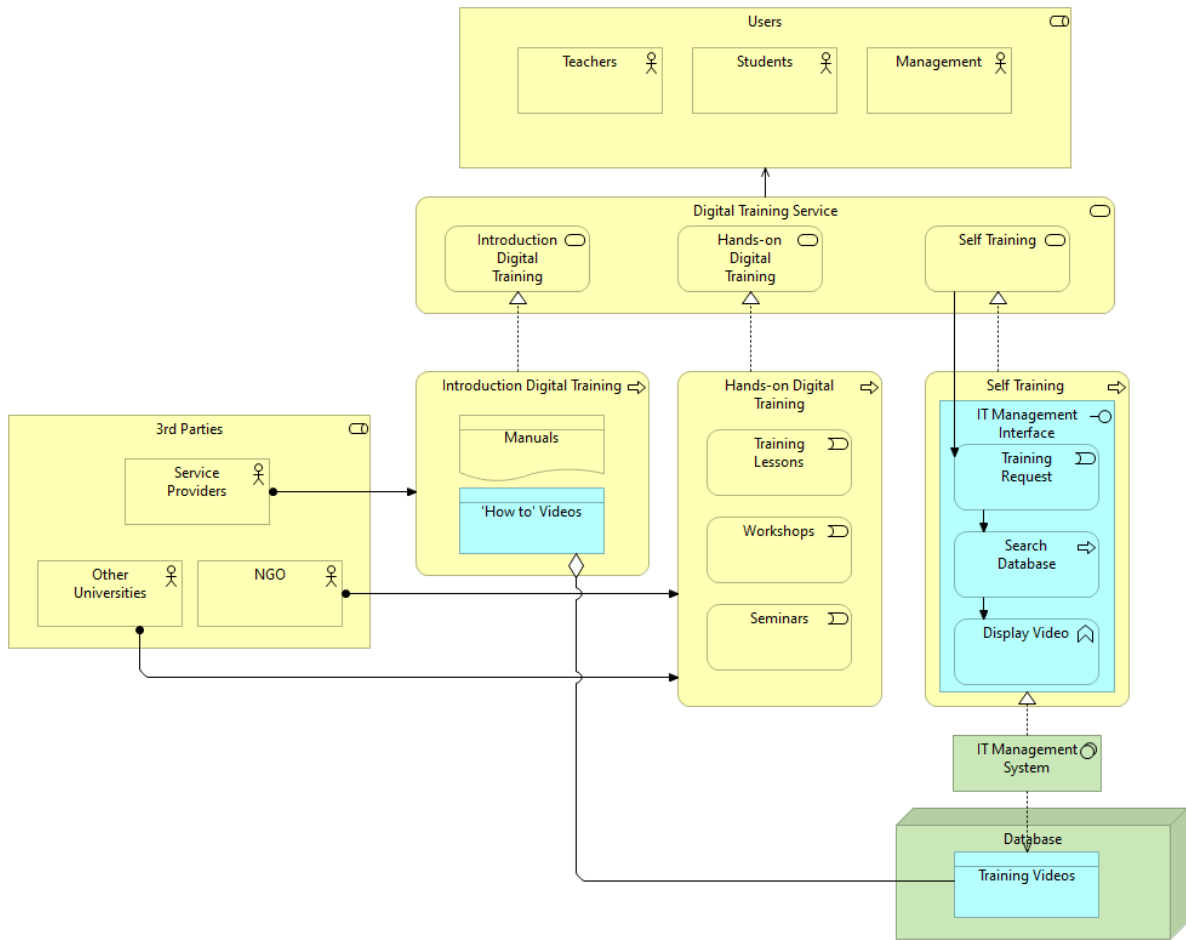 Users
Teachers
Students
Management
Digital Training Service
Introduction
Digital
Training
Hands-on
Digital
Training
Self Training
Introduction Digital Training
Manuals
'How to' Videos
Hands-on Digital
Training
Training
Lessons
Workshops
Seminars
Self Training
IT Management
Interface
Training
Request
Search
Database
Display Video
3rd Parties
Service
Providers
Other
Universities
NGO
IT Management
System
Database
Training Videos